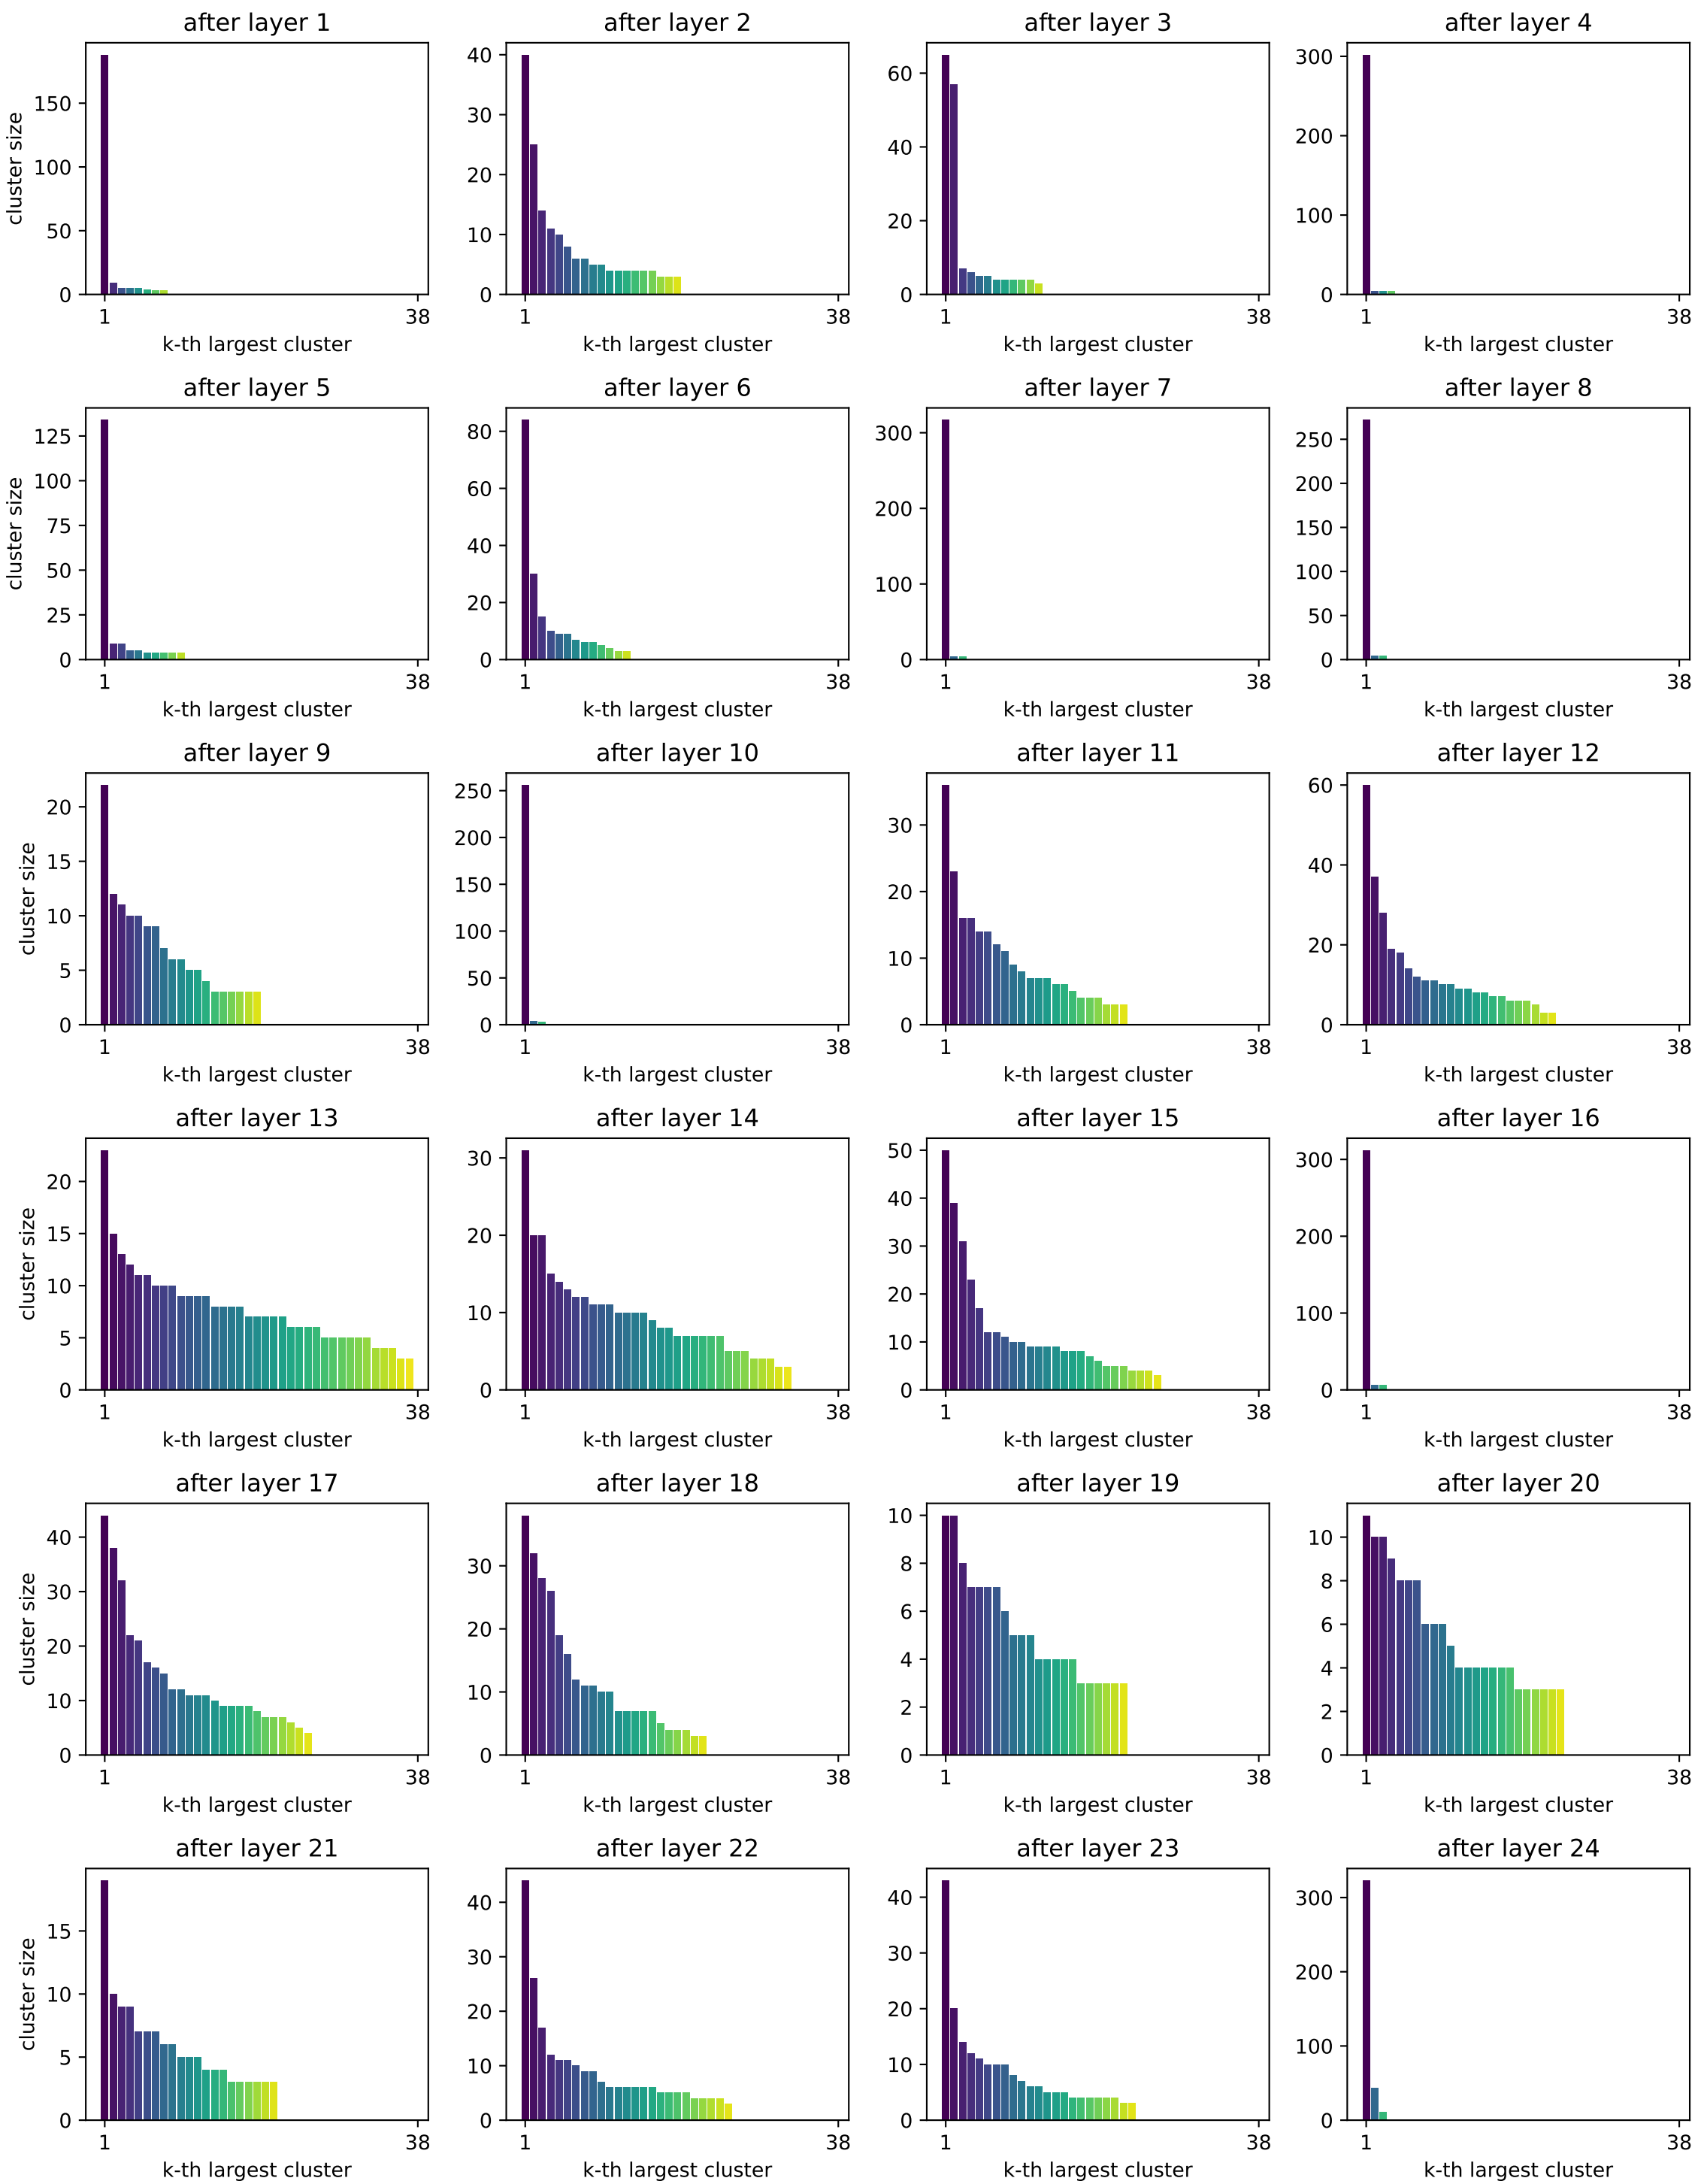 after layer 1
after layer 2
after layer 3
after layer 4
cluster size
150
100
50
0
40
30
20
10
0
60
40
20
0
300
200
100
0
1 38
1 38
1 38
1 38
k-th largest cluster
k-th largest cluster
k-th largest cluster
k-th largest cluster
after layer 5
after layer 6
after layer 7
after layer 8
cluster size
125
100
75
50
25
0
80
60
40
20
0
300
200
100
0
250
200
150
100
50
0
1 38
1 38
1 38
1 38
k-th largest cluster
k-th largest cluster
k-th largest cluster
k-th largest cluster
after layer 9
after layer 10
after layer 11
after layer 12
cluster size
20
15
10
5
0
250
200
150
100
50
0
30
20
10
0
60
40
20
0
1 38
1 38
1 38
1 38
k-th largest cluster
k-th largest cluster
k-th largest cluster
k-th largest cluster
after layer 13
after layer 14
after layer 15
after layer 16
cluster size
20
15
10
5
0
30
20
10
0
50
40
30
20
10
0
300
200
100
0
1 38
1 38
1 38
1 38
k-th largest cluster
k-th largest cluster
k-th largest cluster
k-th largest cluster
after layer 17
after layer 18
after layer 19
after layer 20
cluster size
40
30
20
10
0
30
20
10
0
10
8
6
4
2
0
10
8
6
4
2
0
1 38
1 38
1 38
1 38
k-th largest cluster
k-th largest cluster
k-th largest cluster
k-th largest cluster
after layer 21
after layer 22
after layer 23
after layer 24
cluster size
15
10
5
0
40
30
20
10
0
40
30
20
10
0
300
200
100
0
1 38
1 38
1 38
1 38
k-th largest cluster
k-th largest cluster
k-th largest cluster
k-th largest cluster